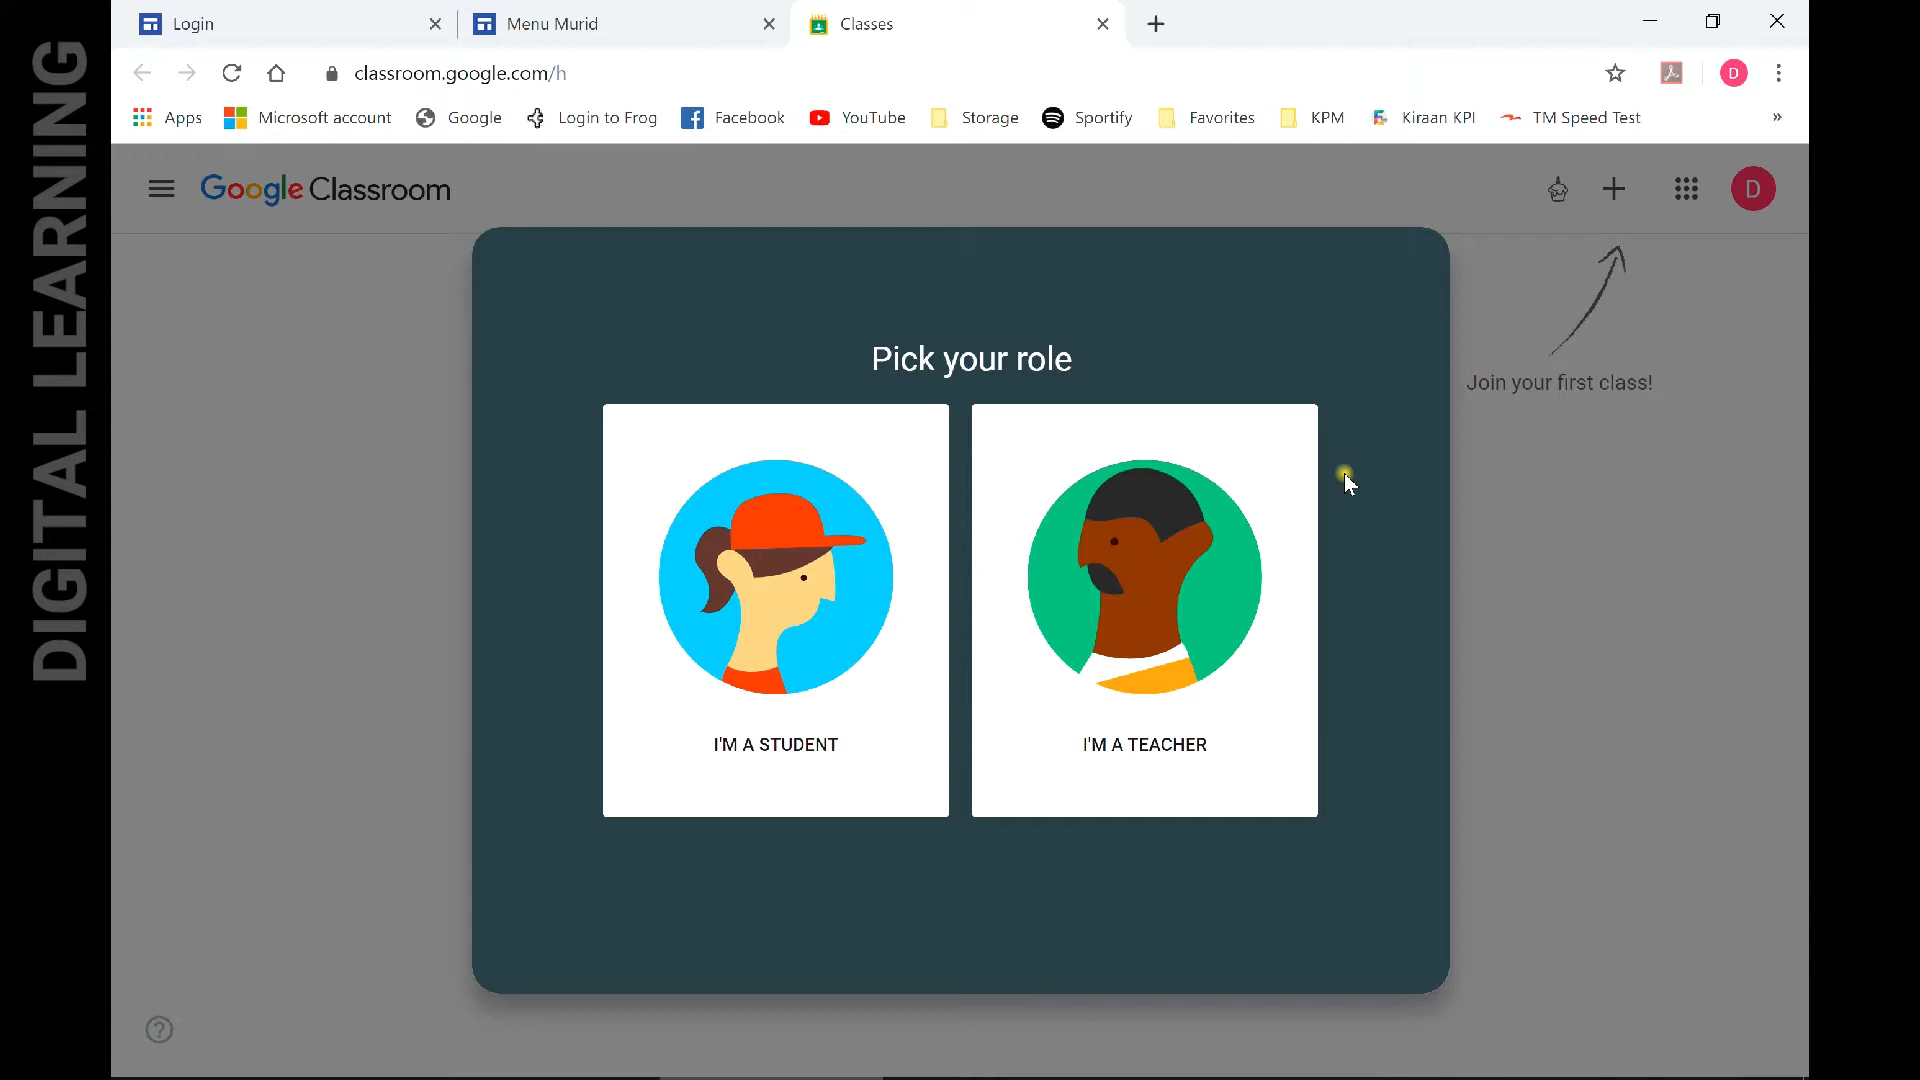 DIGITAL LEARNING
Login
Menu Murid
Classes
classroom.google.com/h
D
Apps
Microsoft account
Google
Login to Frog
Facebook
YouTube
Storage
Sportify
Favorites
KPM
Kiraan KPI
TM Speed Test
»
Google Classroom
D
Join your first class!
Pick your role
I'M A STUDENT
I'M A TEACHER
?